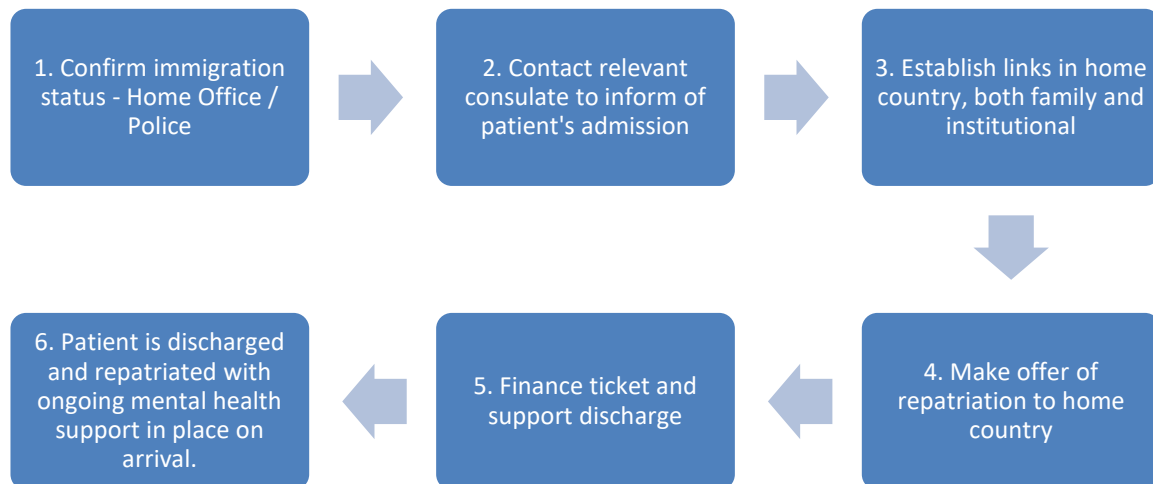 1. Confirm immigration
status - Home Office /
Police
2. Contact relevant
consulate to inform of
patient's admission
3. Establish links in home
country, both family and
institutional
4. Make offer of
repatriation to home
country
5. Finance ticket and
support discharge
6. Patient is discharged
and repatriated with
ongoing mental health
support in place on
arrival.